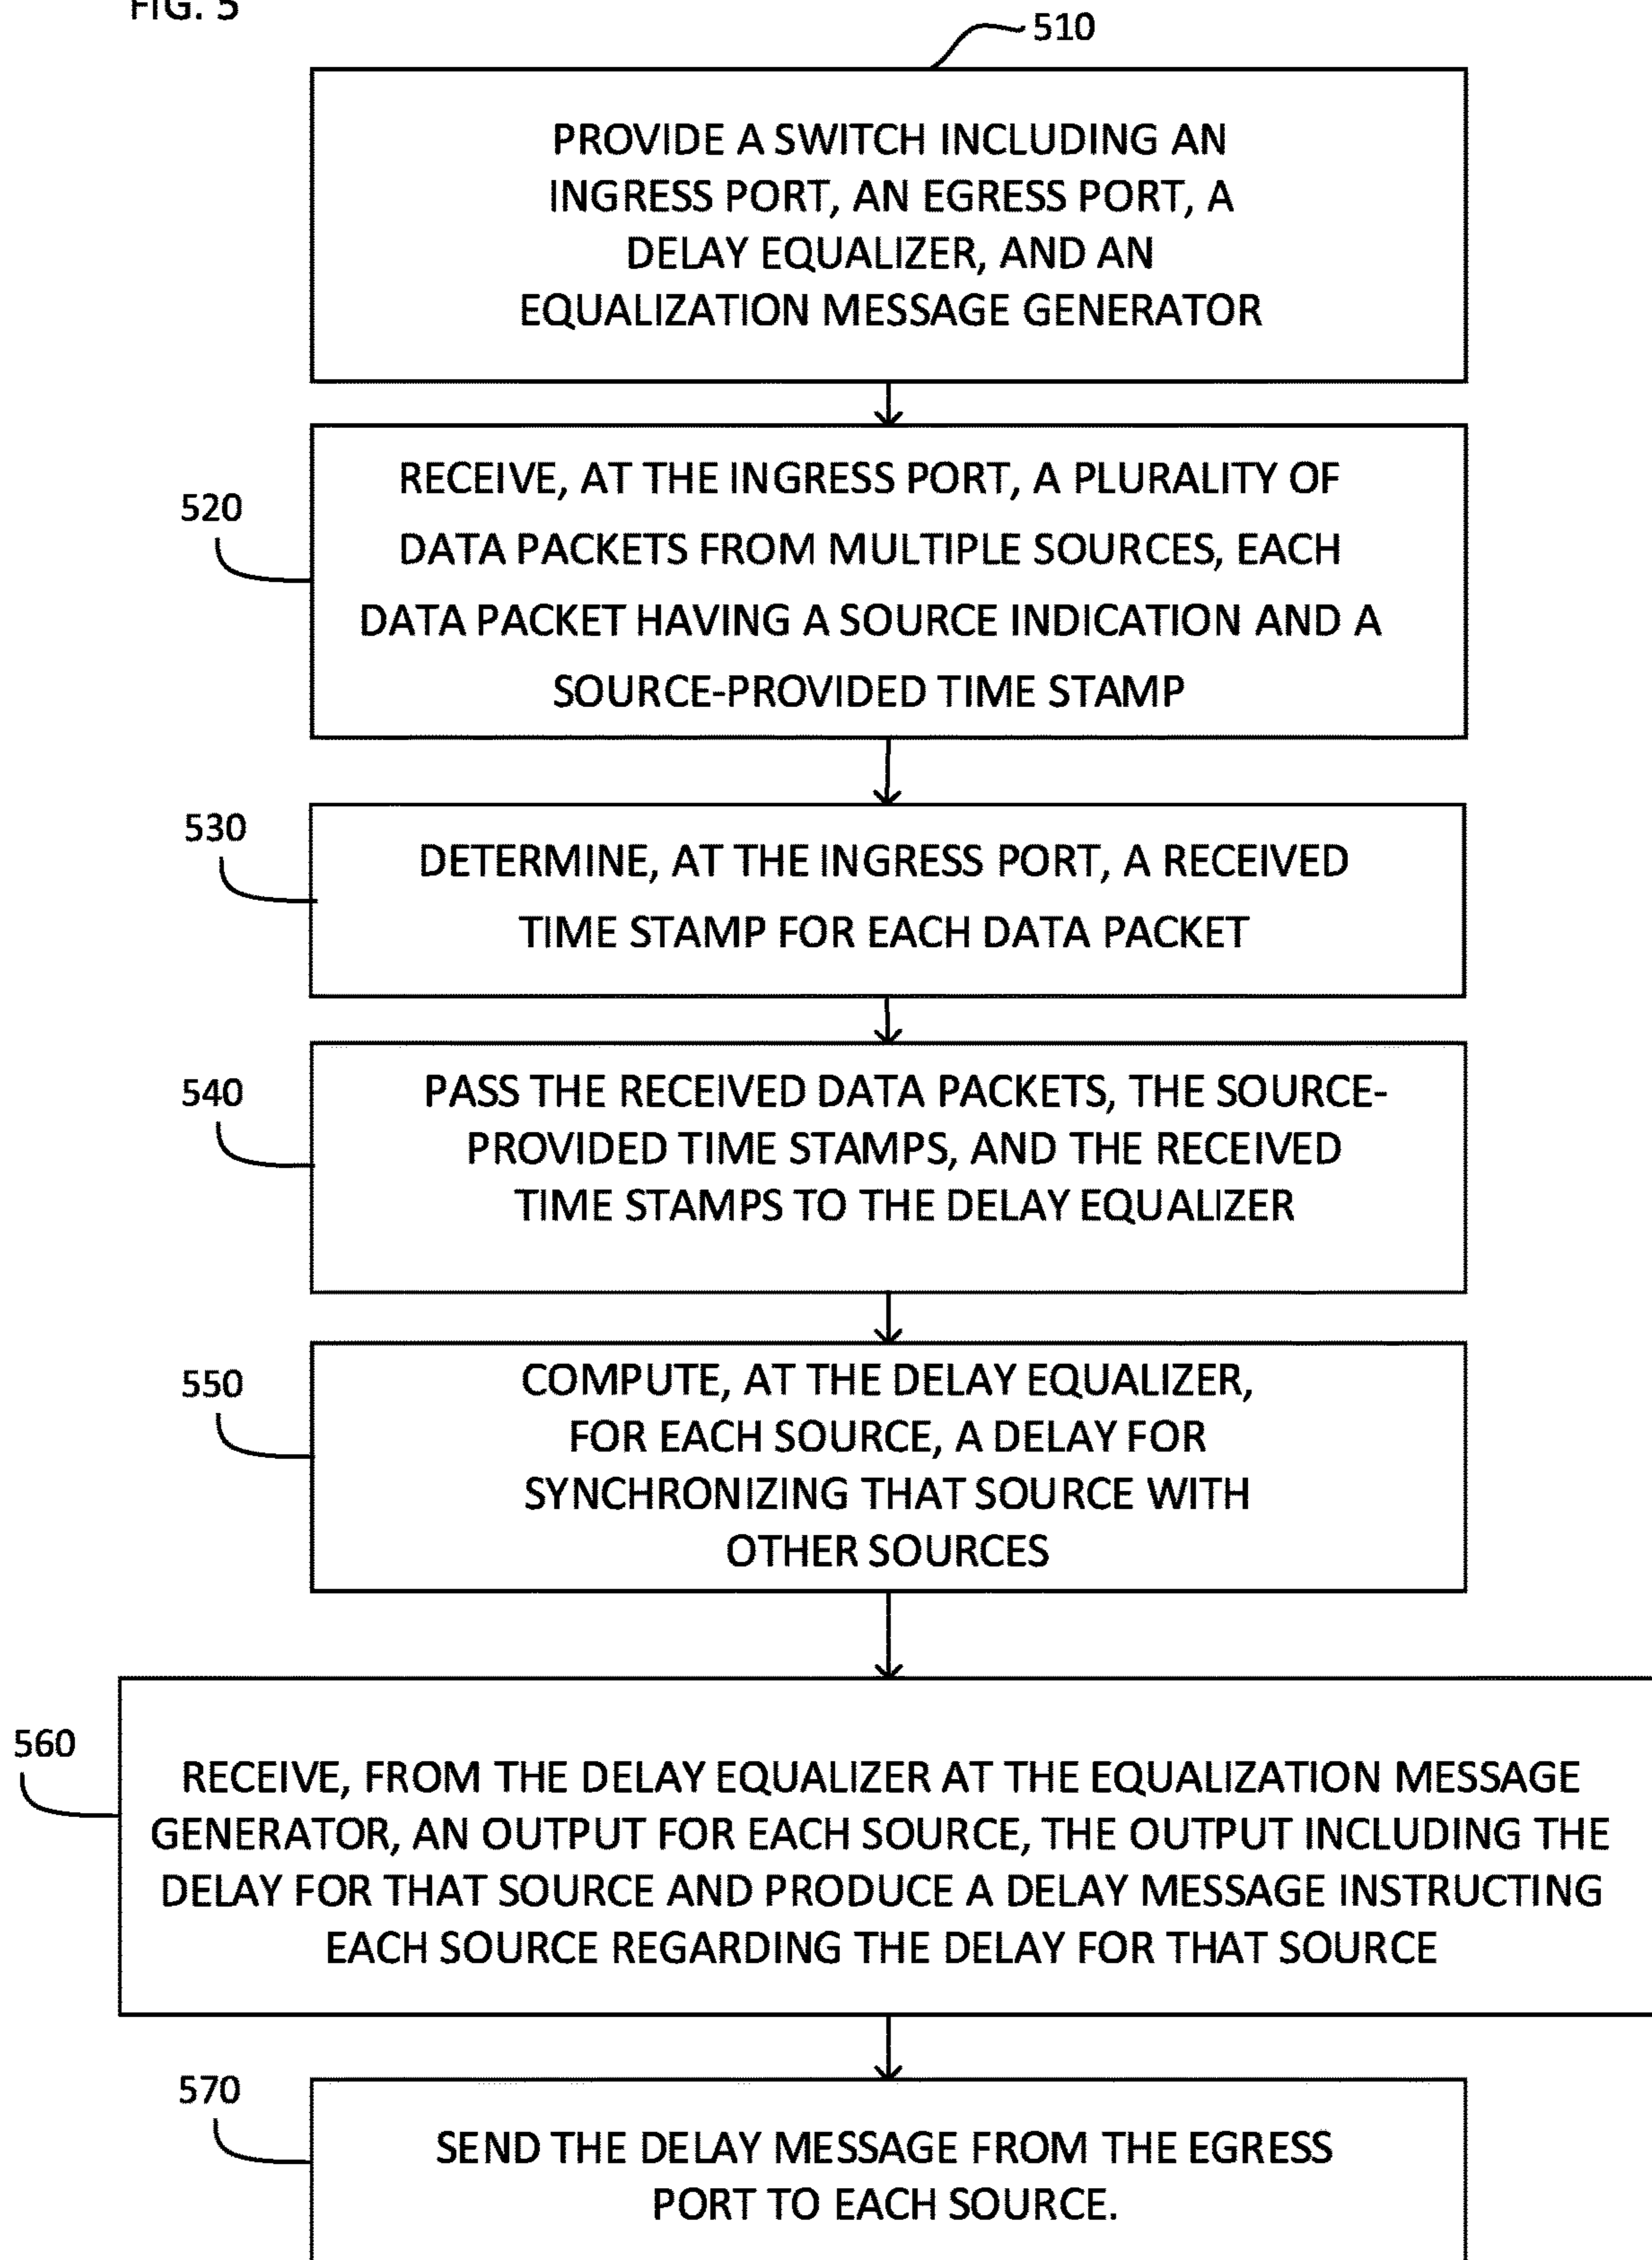 FIG. 5
510
PROVIDE A SWITCH INCLUDING AN
INGRESS PORT, AN EGRESS PORT, A
DELAY EQUALIZER, AND AN
EQUALIZATION MESSAGE GENERATOR
520
RECEIVE, AT THE INGRESS PORT, A PLURALITY OF
DATA PACKETS FROM MULTIPLE SOURCES, EACH
DATA PACKET HAVING A SOURCE INDICATION AND A
SOURCE-PROVIDED TIME STAMP
530
DETERMINE, AT THE INGRESS PORT, A RECEIVED
TIME STAMP FOR EACH DATA PACKET
540
PASS THE RECEIVED DATA PACKETS, THE SOURCE-
PROVIDED TIME STAMPS, AND THE RECEIVED
TIME STAMPS TO THE DELAY EQUALIZER
550
COMPUTE, AT THE DELAY EQUALIZER,
FOR EACH SOURCE, A DELAY FOR
SYNCHRONIZING THAT SOURCE WITH
OTHER SOURCES
560
RECEIVE, FROM THE DELAY EQUALIZER AT THE EQUALIZATION MESSAGE
GENERATOR, AN OUTPUT FOR EACH SOURCE, THE OUTPUT INCLUDING THE
DELAY FOR THAT SOURCE AND PRODUCE A DELAY MESSAGE INSTRUCTING
EACH SOURCE REGARDING THE DELAY FOR THAT SOURCE
570
SEND THE DELAY MESSAGE FROM THE EGRESS
PORT TO EACH SOURCE.